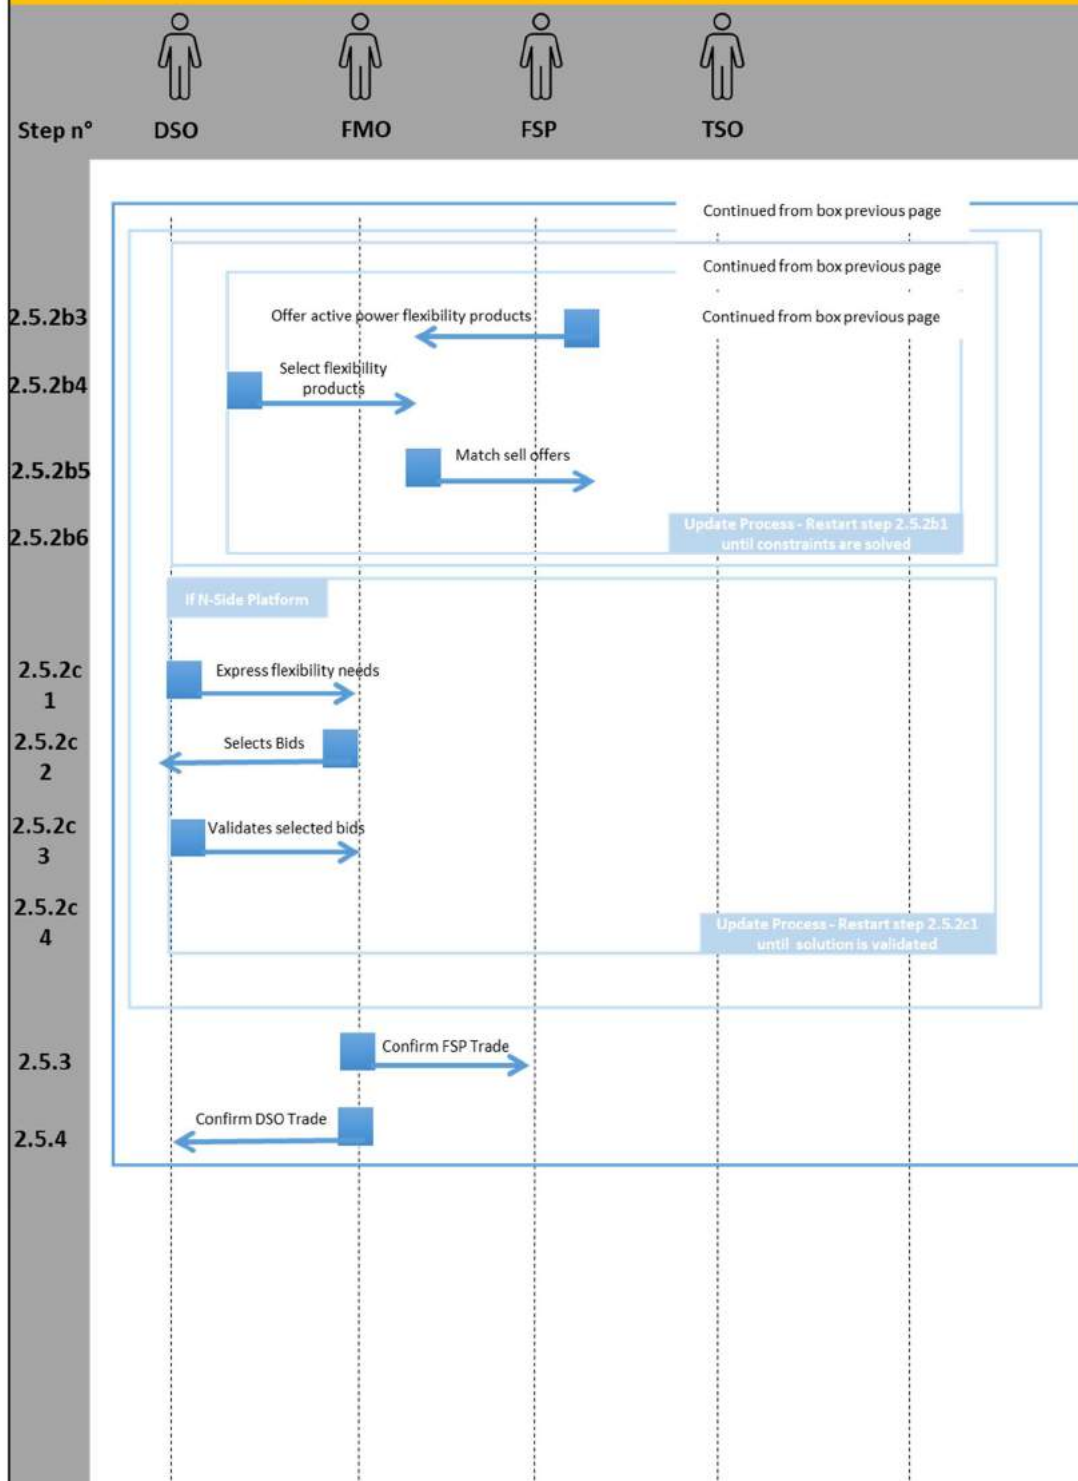 Step n° DSO FMO FSP TSO
Continued from box previous page
Continued from box previous page
2.5.2b3 Offer active power flexibility products Continued from box previous page
2.5.2b4 Select flexibility
products
2.5.2b5 Match sell offers
2.5.2b6 Update Process - Restart step 2.5.2b1
until constraints are solved
If N-Side Platform
2.5.2c
1
Express flexibility needs
2.5.2c
2
Selects Bids
2.5.2c
3
Validates selected bids
2.5.2c
4
Update Process - Restart step 2.5.2c1
until solution is validated
2.5.3 Confirm FSP Trade
2.5.4 Confirm DSO Trade